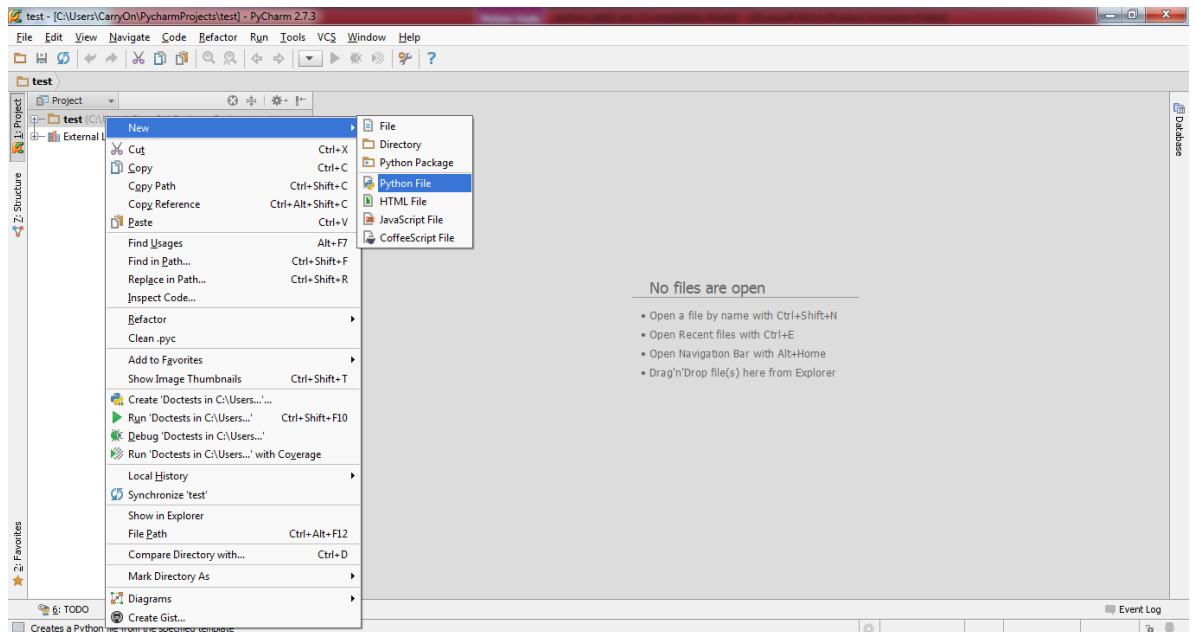 test - [C:\Users\CarryOn\PycharmProjects\test] - PyCharm 2.7.3
File Edit View Navigate Code Refactor Run Tools VCS Window Help
test
Project
1: Project
Z: Structure
2: Favorites
Database
test (C:\
External L
New
Cut Ctrl+X
Copy Ctrl+C
Copy Path Ctrl+Shift+C
Copy Reference Ctrl+Alt+Shift+C
Paste Ctrl+V
Find Usages Alt+F7
Find in Path... Ctrl+Shift+F
Replace in Path... Ctrl+Shift+R
Inspect Code...
Refactor
Clean .pyc
Add to Favorites
Show Image Thumbnails Ctrl+Shift+T
Create 'Doctests in C:\Users...'...
Run 'Doctests in C:\Users...' Ctrl+Shift+F10
Debug 'Doctests in C:\Users...'
Run 'Doctests in C:\Users...' with Coverage
Local History
Synchronize 'test'
Show in Explorer
File Path Ctrl+Alt+F12
Compare Directory with... Ctrl+D
Mark Directory As
Diagrams
Create Gist...
File
Directory
Python Package
Python File
HTML File
JavaScript File
CoffeeScript File
No files are open
• Open a file by name with Ctrl+Shift+N
• Open Recent files with Ctrl+E
• Open Navigation Bar with Alt+Home
• Drag'n'Drop file(s) here from Explorer
6: TODO
Event Log
Creates a Python file from the specified template